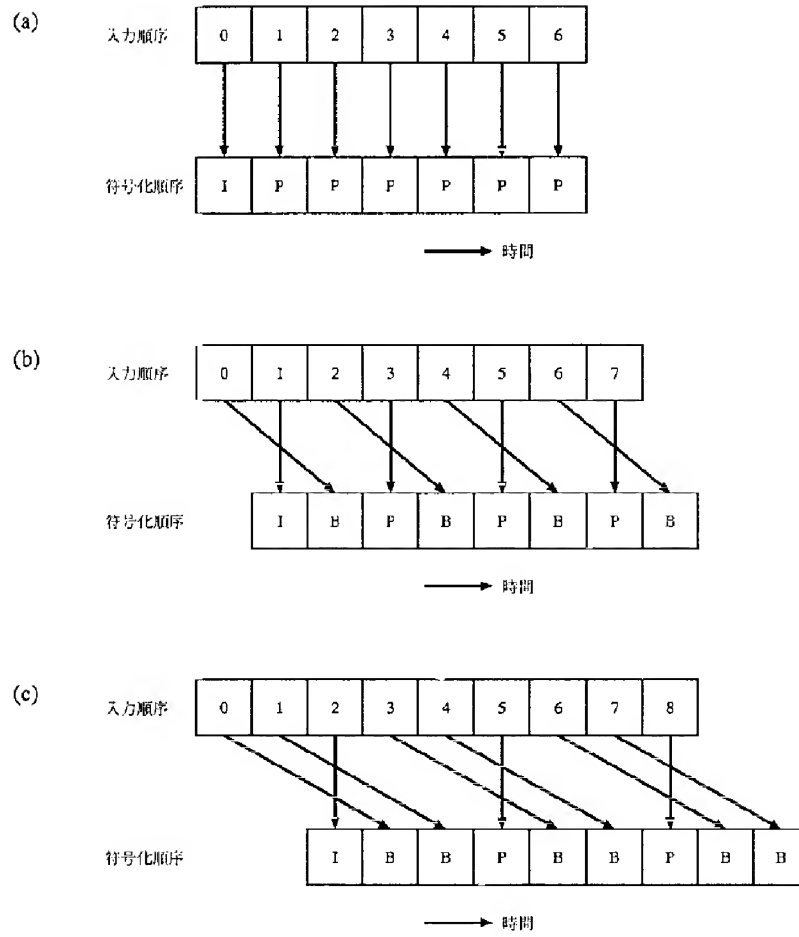 (a)
入力順序 0 1 2 3 4 5 6
符号化順序 I P P P P P P
時間
(b)
入力順序 0 1 2 3 4 5 6 7
符号化順序 I B P B P B P B
時間
(c)
入力順序 0 1 2 3 4 5 6 7 8
符号化順序 I B B P B B P B B
時間